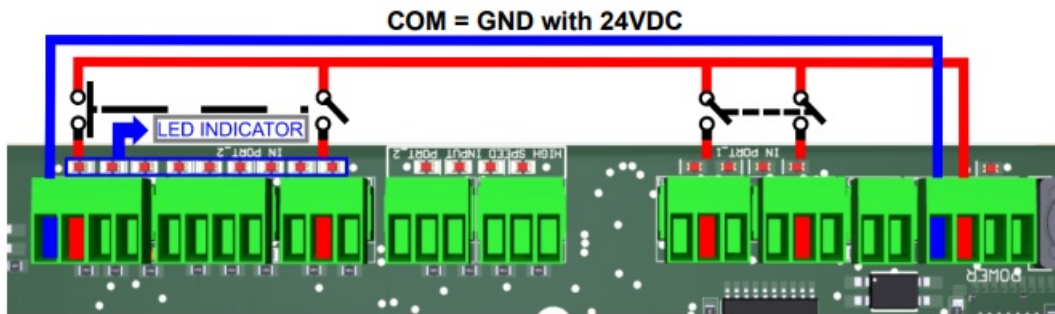 COM = GND with 24VDC
LED INDICATOR
IN PORT_2
HIGH SPEED INPUT PORT_2
IN PORT_1
POWER